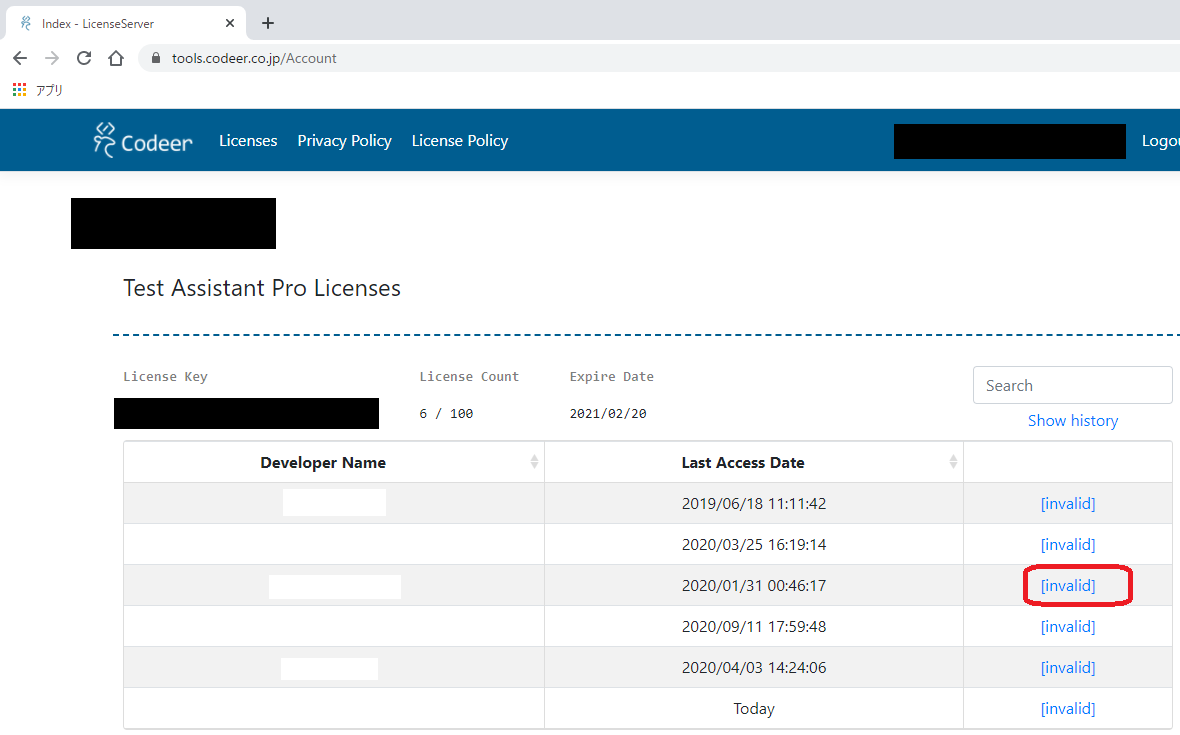 Index - LicenseServer
tools.codeer.co.jp/Account
アプリ
Codeer Licenses Privacy Policy License Policy Logou
Test Assistant Pro Licenses
License Key License Count Expire Date Search
6 / 100 2021/02/20
Show history
Developer Name Last Access Date
2019/06/18 11:11:42 [invalid]
2020/03/25 16:19:14 [invalid]
2020/01/31 00:46:17 [invalid]
2020/09/11 17:59:48 [invalid]
2020/04/03 14:24:06 [invalid]
Today [invalid]